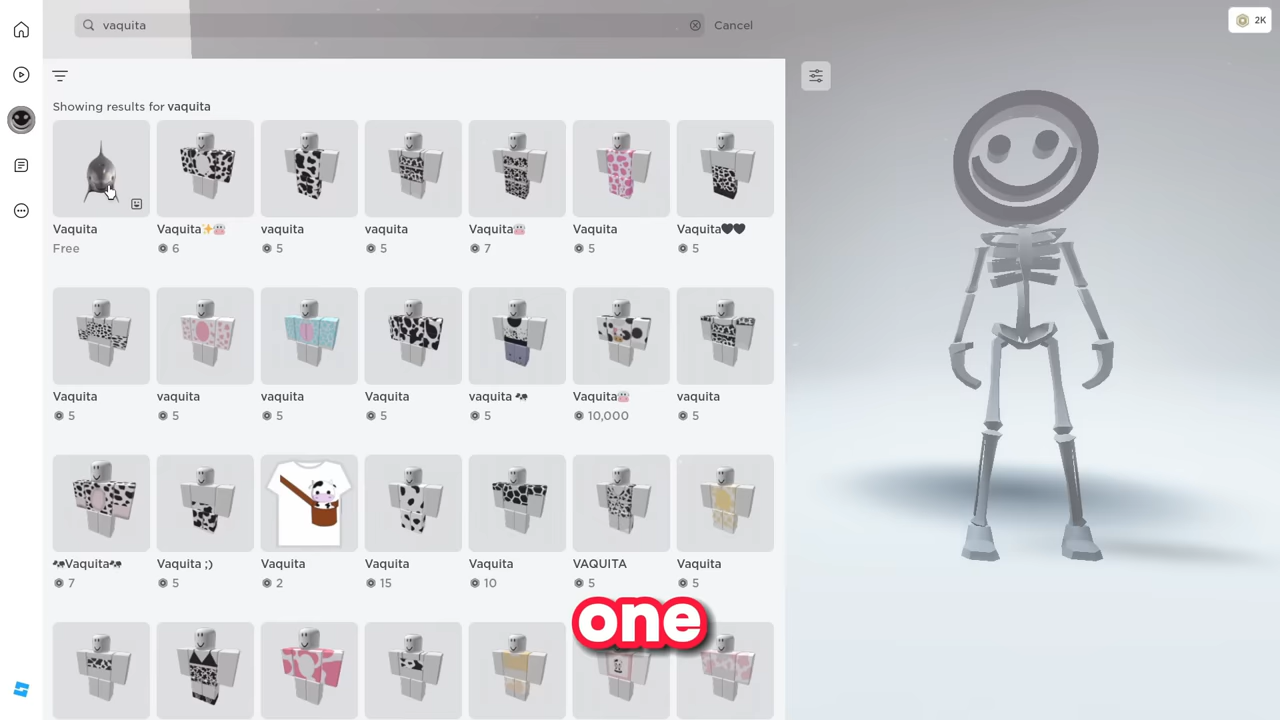 vaquita Cancel 2K
Showing results for vaquita
Vaquita Vaquita✨🐮 vaquita vaquita Vaquita🐮 Vaquita Vaquita🖤🖤
Free 6 5 5 7 5 5
Vaquita vaquita vaquita Vaquita vaquita 🐄 Vaquita🐮 vaquita
5 5 5 5 5 10,000 5
🐄Vaquita🐄 Vaquita ;) Vaquita Vaquita Vaquita VAQUITA Vaquita
7 5 2 15 10 5 5
one